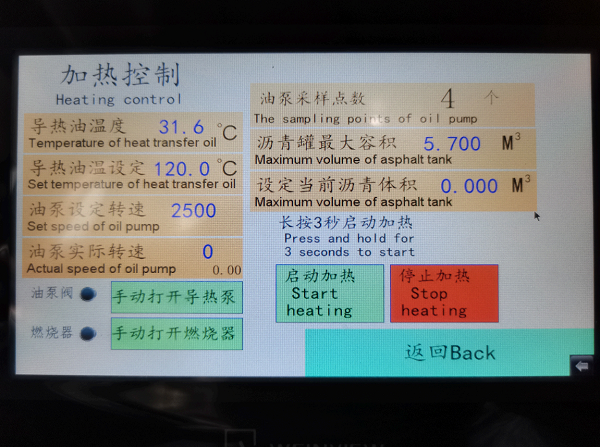 加热控制
Heating control
导热油温度 31.6 °C
Temperature of heat transfer oil
导热油温设定 120.0 °C
Set temperature of heat transfer oil
油泵设定转速 2500
Set speed of oil pump
油泵实际转速 0
Actual speed of oil pump 0.00
油泵阀 手动打开导热泵
燃烧器 手动打开燃烧器
油泵采样点数 4 个
The sampling points of oil pump
沥青罐最大容积 5.700 M³
Maximum volume of asphalt tank
设定当前沥青体积 0.000 M³
Maximum volume of asphalt tank
长按3秒启动加热
Press and hold for
3 seconds to start
启动加热
Start
heating
停止加热
Stop
heating
返回Back